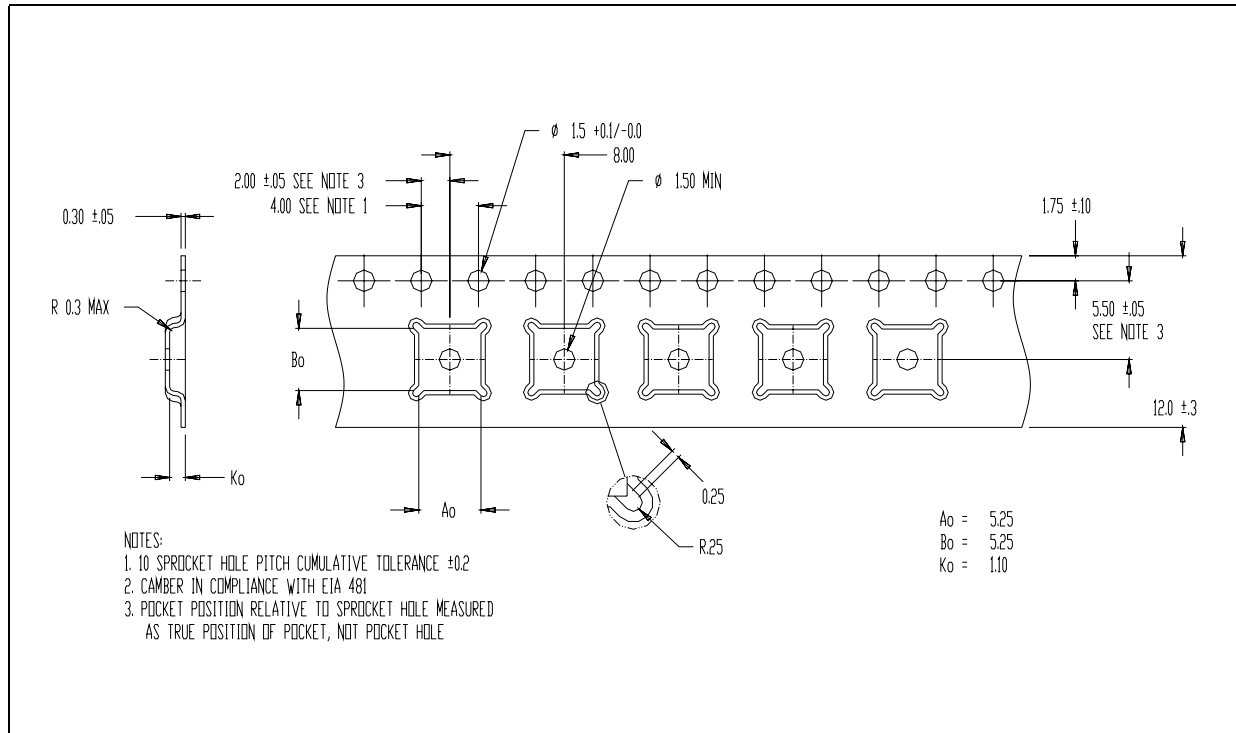 ø 1.5 +0.1/-0.0
8.00
2.00 ±.05 SEE NOTE 3
ø 1.50 MIN
4.00 SEE NOTE 1
1.75 ±.10
0.30 ±.05
R 0.3 MAX
5.50 ±.05
SEE NOTE 3
Bo
12.0 ±.3
Ko
0.25
Ao
R.25
Ao = 5.25
Bo = 5.25
Ko = 1.10
NOTES:
1. 10 SPROCKET HOLE PITCH CUMULATIVE TOLERANCE ±0.2
2. CAMBER IN COMPLIANCE WITH EIA 481
3. POCKET POSITION RELATIVE TO SPROCKET HOLE MEASURED
AS TRUE POSITION OF POCKET, NOT POCKET HOLE